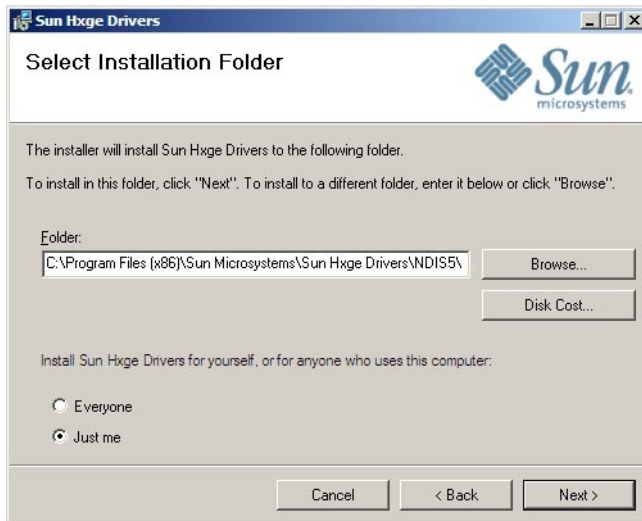 Sun Hxge Drivers
Select Installation Folder
Sun
microsystems
The installer will install Sun Hxge Drivers to the following folder.
To install in this folder, click "Next". To install to a different folder, enter it below or click "Browse".
Folder:
C:\Program Files (x86)\Sun Microsystems\Sun Hxge Drivers\NDIS5\
Browse...
Disk Cost...
Install Sun Hxge Drivers for yourself, or for anyone who uses this computer:
Everyone
Just me
Cancel
< Back
Next >